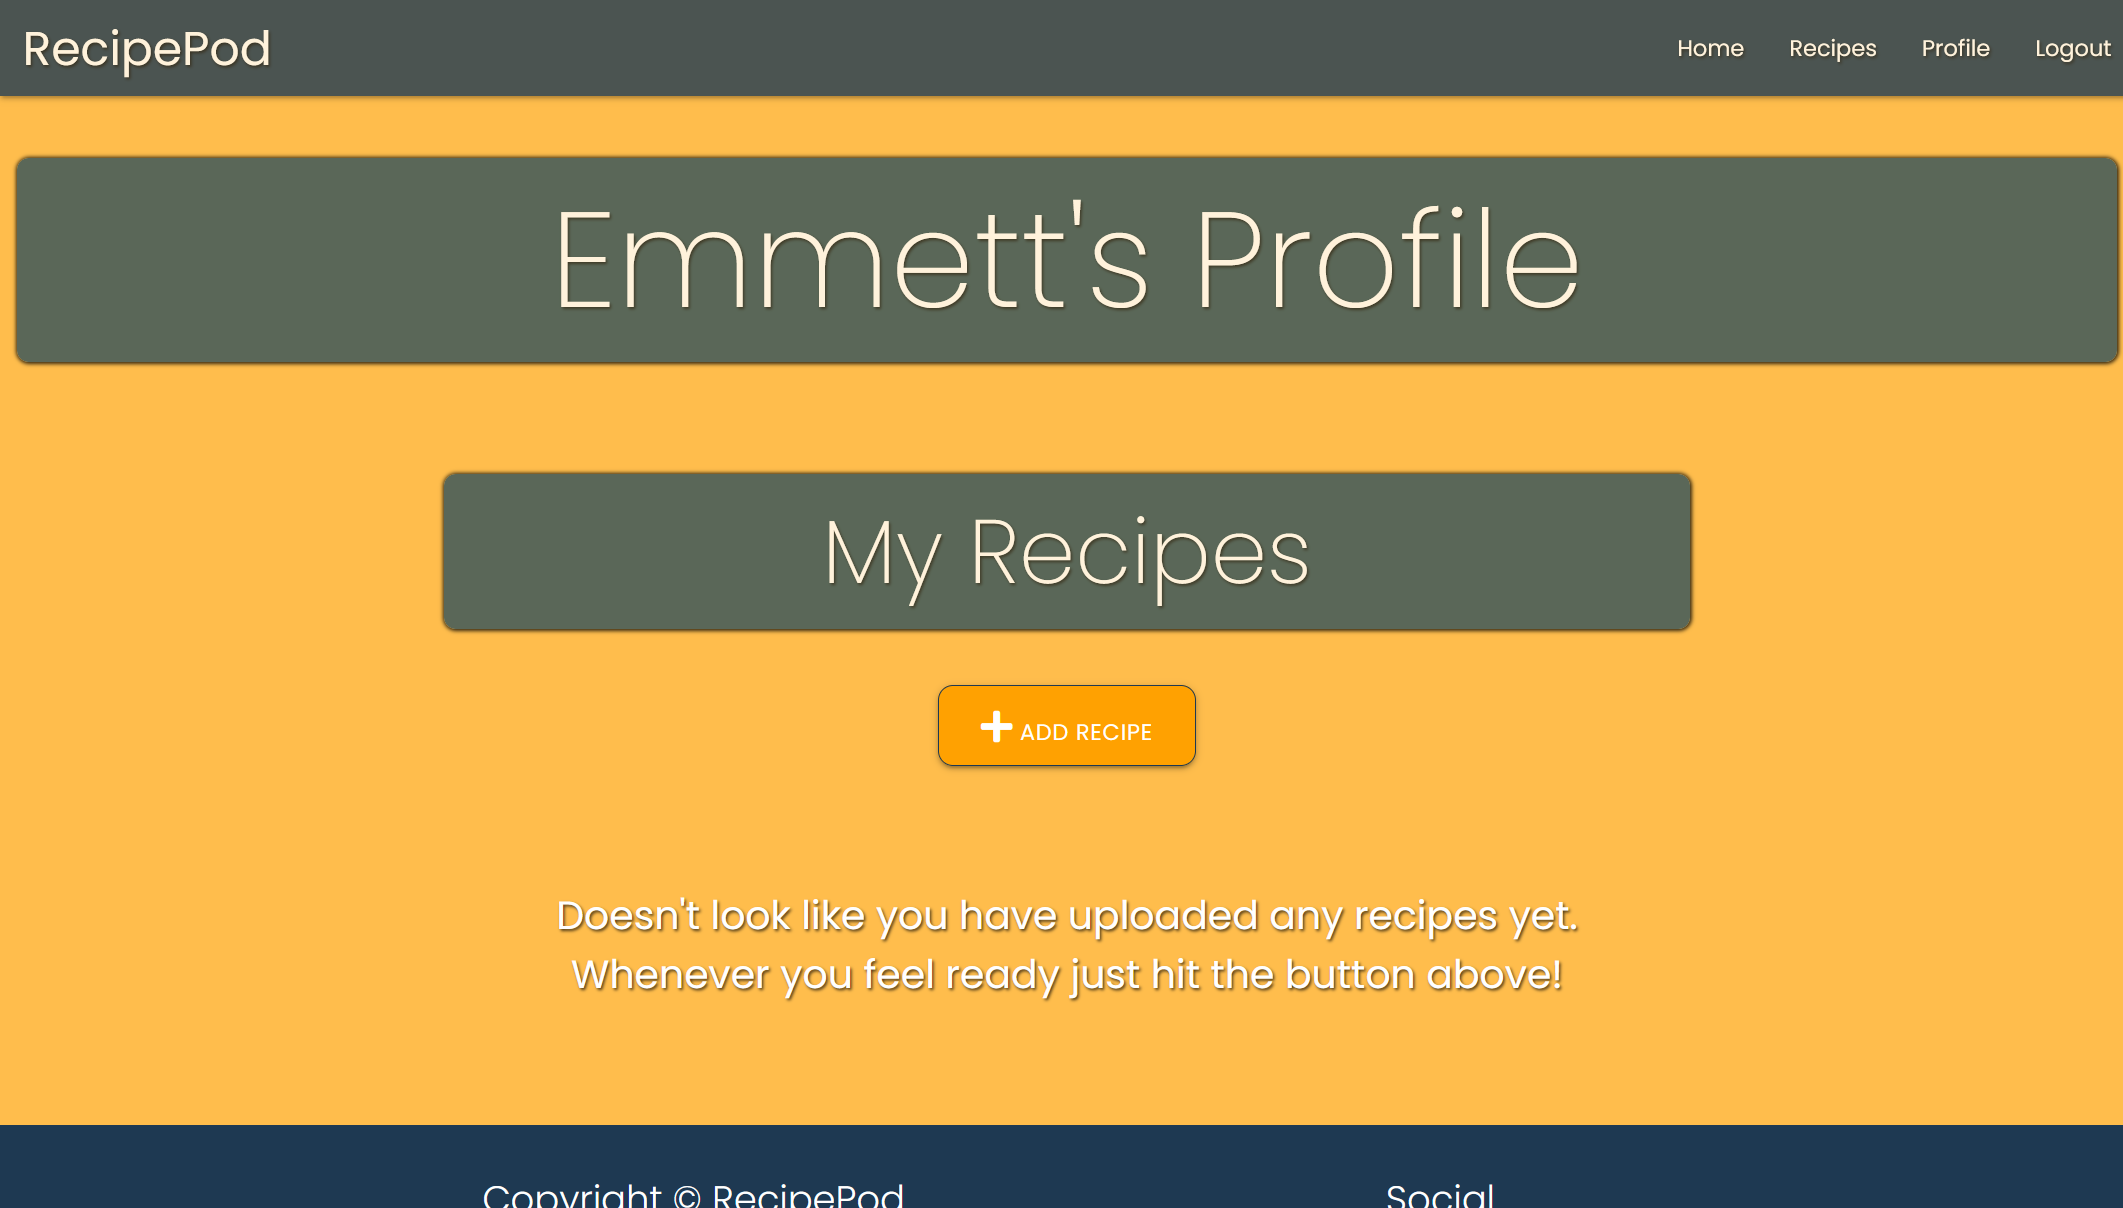 RecipePod
Home Recipes Profile Logout
Emmett's Profile
My Recipes
ADD RECIPE
Doesn't look like you have uploaded any recipes yet.
Whenever you feel ready just hit the button above!
Copyright © RecipePod
Social